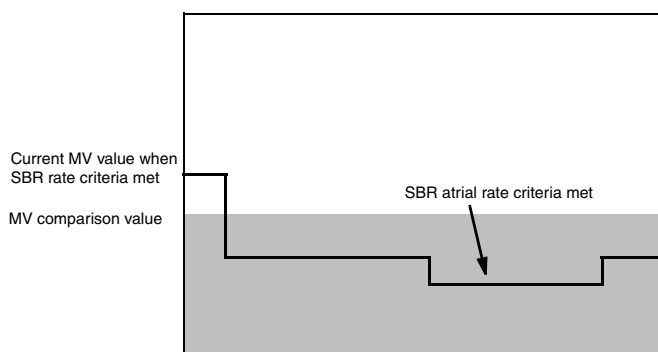 Current MV value when
SBR rate criteria met
SBR atrial rate criteria met
MV comparison value